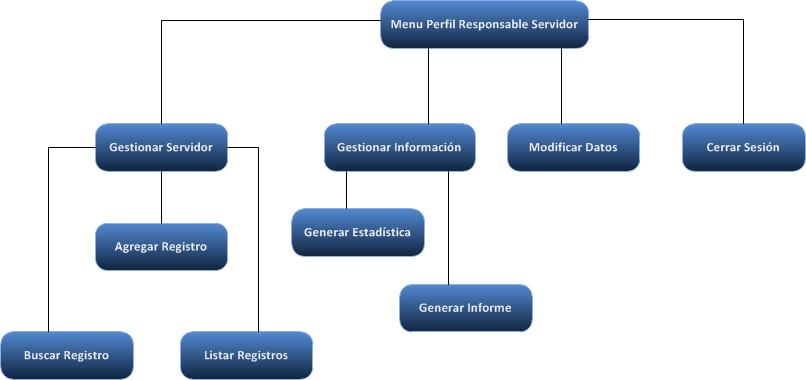 Menu Perfil Responsable Servidor
Gestionar Servidor
Gestionar Información
Modificar Datos
Cerrar Sesión
Agregar Registro
Generar Estadística
Generar Informe
Buscar Registro
Listar Registros